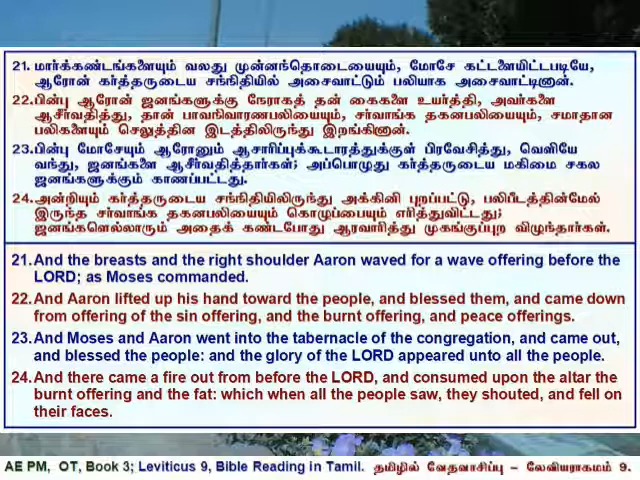 21. மார்க்கண்டங்களையும் வலது முன்னந்தொடையையும், மோசே கட்டளையிட்டபடியே,
ஆரோன் கர்த்தருடைய சந்நிதியில் அசைவாட்டும் பலியாக அசைவாட்டினான்.
22. பின்பு ஆரோன் ஜனங்களுக்கு நேராகத் தன் கைகளை உயர்த்தி, அவர்களை
ஆசீர்வதித்து, தான் பாவநிவாரணபலியையும், சர்வாங்க தகனபலியையும், சமாதான
பலிகளையும் செலுத்தின இடத்திலிருந்து இறங்கினான்.
23. பின்பு மோசேயும் ஆரோனும் ஆசாரிப்புக்கூடாரத்துக்குள் பிரவேசித்து, வெளியே
வந்து, ஜனங்களை ஆசீர்வதித்தார்கள்; அப்பொழுது கர்த்தருடைய மகிமை சகல
ஜனங்களுக்கும் காணப்பட்டது.
24. அன்றியும் கர்த்தருடைய சந்நிதியிலிருந்து அக்கினி புறப்பட்டு, பலிபீடத்தின்மேல்
இருந்த சர்வாங்க தகனபலியையும் கொழுப்பையும் எரித்துவிட்டது;
ஜனங்களெல்லாரும் அதைக் கண்டபோது ஆரவாரித்து முகங்குப்புற விழுந்தார்கள்.
21. And the breasts and the right shoulder Aaron waved for a wave offering before the
LORD; as Moses commanded.
22. And Aaron lifted up his hand toward the people, and blessed them, and came down
from offering of the sin offering, and the burnt offering, and peace offerings.
23. And Moses and Aaron went into the tabernacle of the congregation, and came out,
and blessed the people: and the glory of the LORD appeared unto all the people.
24. And there came a fire out from before the LORD, and consumed upon the altar the
burnt offering and the fat: which when all the people saw, they shouted, and fell on
their faces.
AE PM, OT, Book 3; Leviticus 9, Bible Reading in Tamil. தமிழில் வேதவாசிப்பு – லேவியராகமம் 9.